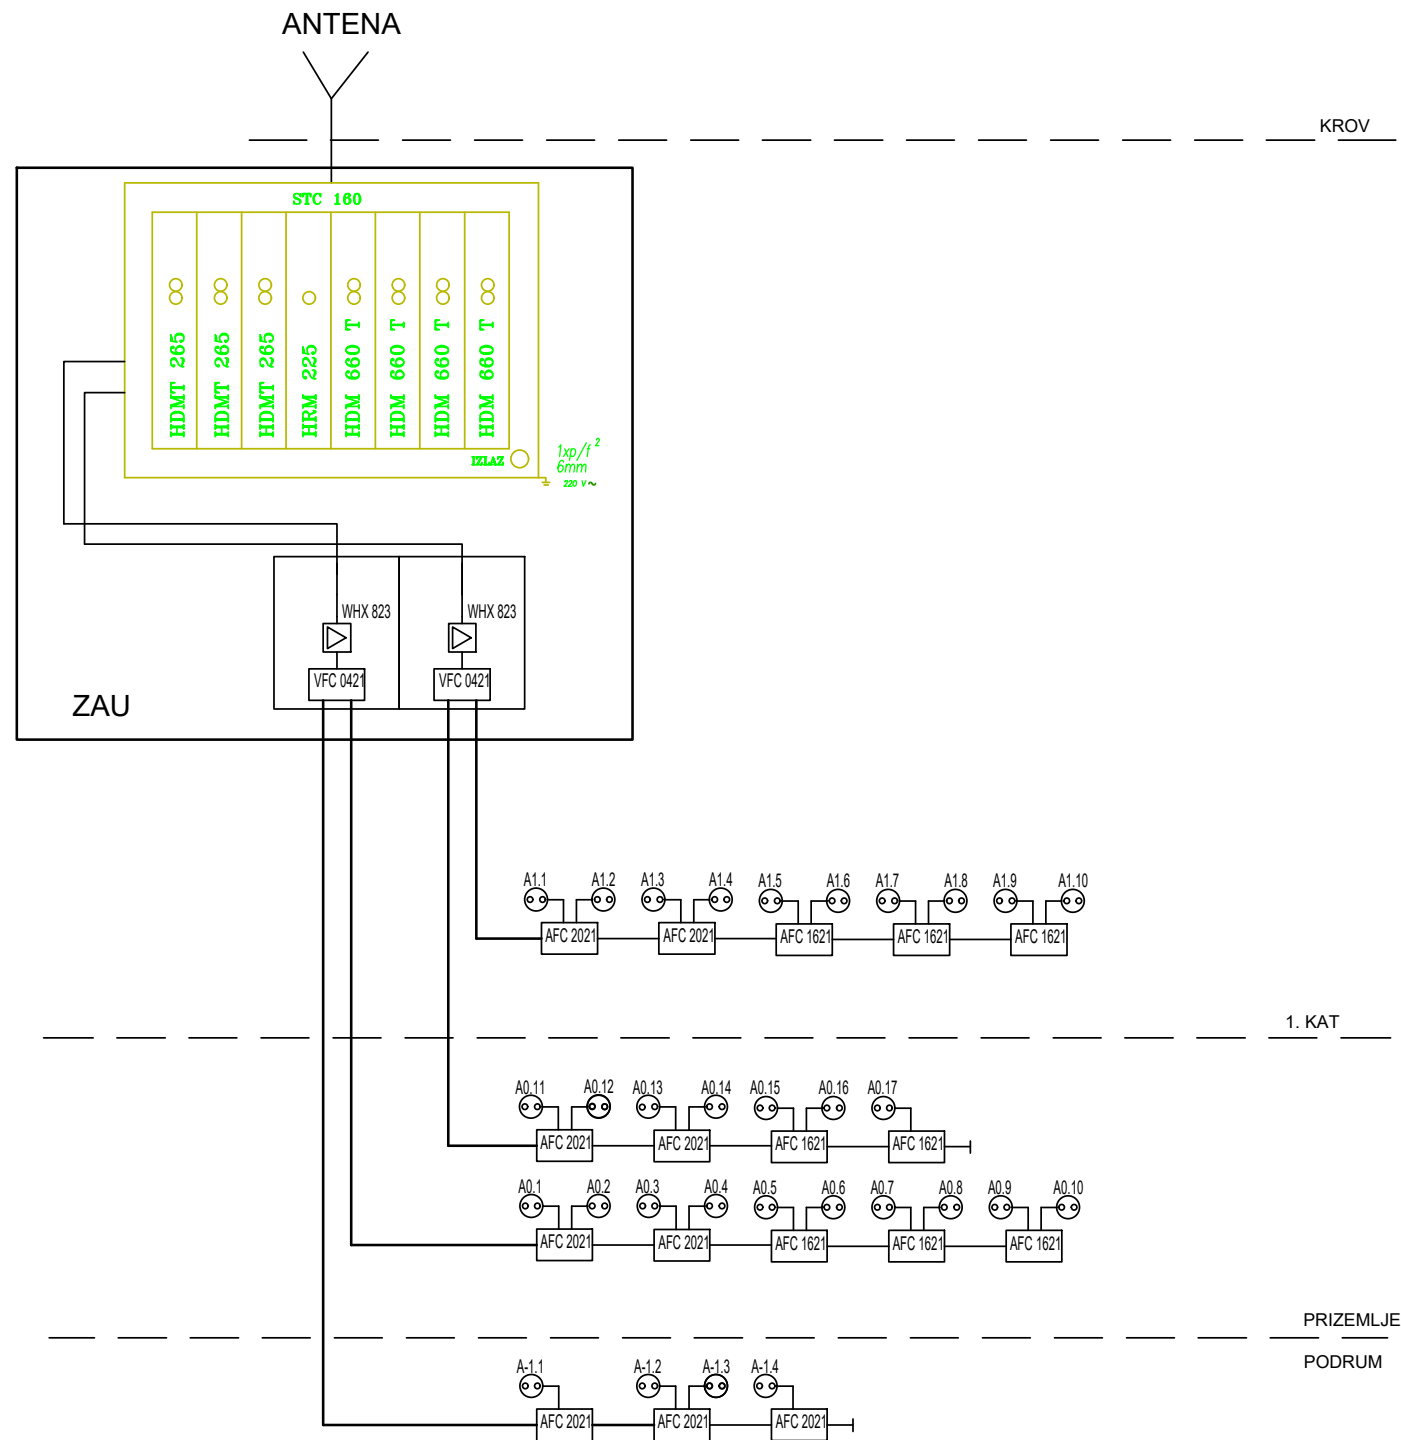 ANTENA
KROV
STC 160
HDMT 265
HDMT 265
HDMT 265
HRM 225
HDM 660 T
HDM 660 T
HDM 660 T
HDM 660 T
IZLAZ
1xp/f 2
6mm
220 V ~
WHX 823
WHX 823
VFC 0421
VFC 0421
ZAU
A1.1 A1.2 A1.3 A1.4 A1.5 A1.6 A1.7 A1.8 A1.9 A1.10
AFC 2021 AFC 2021 AFC 1621 AFC 1621 AFC 1621
1. KAT
A0.11 A0.12 A0.13 A0.14 A0.15 A0.16 A0.17
AFC 2021 AFC 2021 AFC 1621 AFC 1621
A0.1 A0.2 A0.3 A0.4 A0.5 A0.6 A0.7 A0.8 A0.9 A0.10
AFC 2021 AFC 2021 AFC 1621 AFC 1621 AFC 1621
PRIZEMLJE
PODRUM
A-1.1 A-1.2 A-1.3 A-1.4
AFC 2021 AFC 2021 AFC 2021